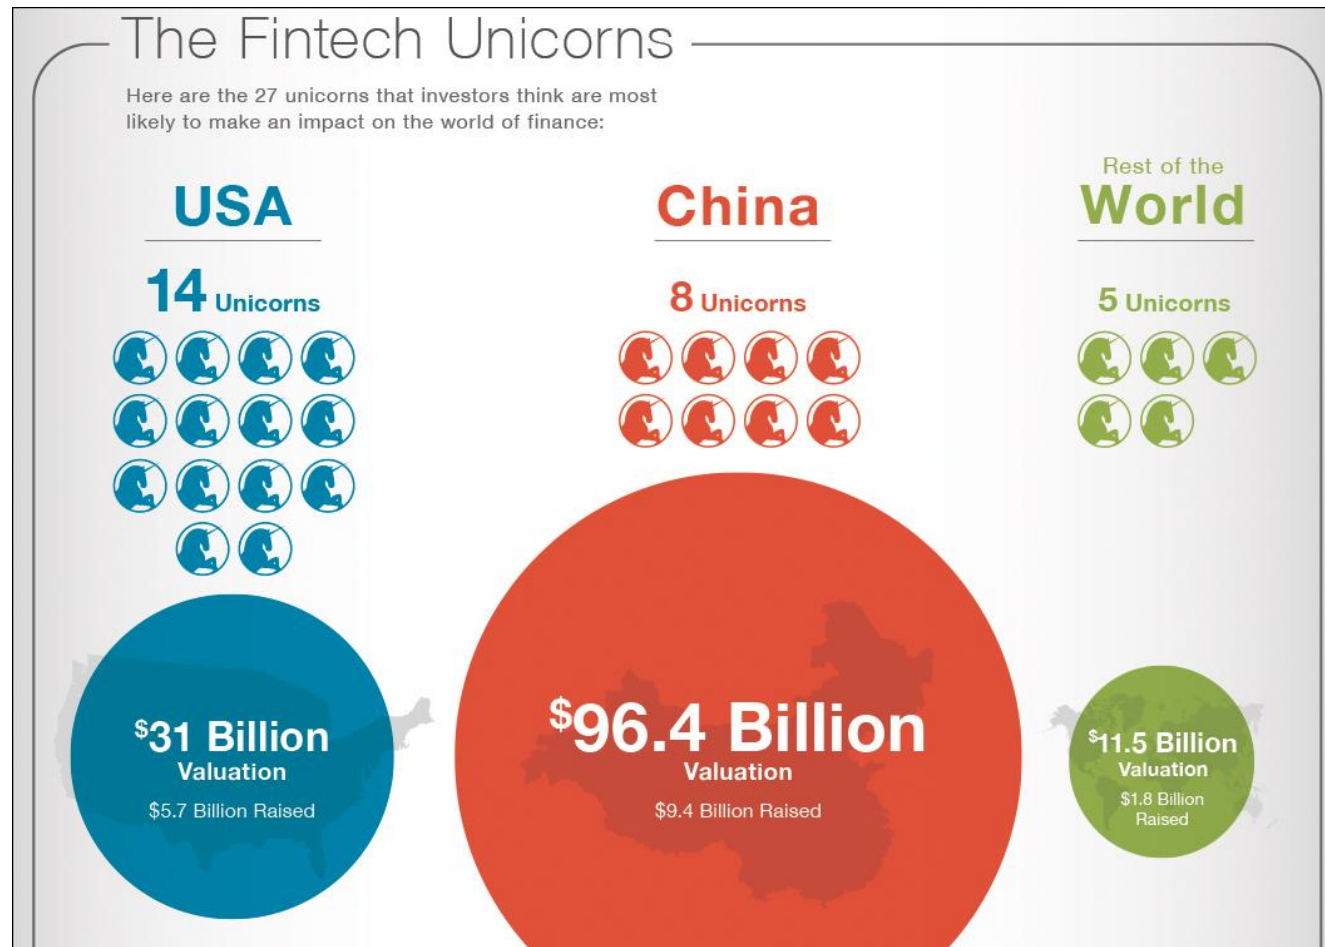 The Fintech Unicorns
Here are the 27 unicorns that investors think are most
likely to make an impact on the world of finance:
USA
14 Unicorns
$31 Billion
Valuation
$5.7 Billion Raised
China
8 Unicorns
$96.4 Billion
Valuation
$9.4 Billion Raised
Rest of the
World
5 Unicorns
$11.5 Billion
Valuation
$1.8 Billion
Raised